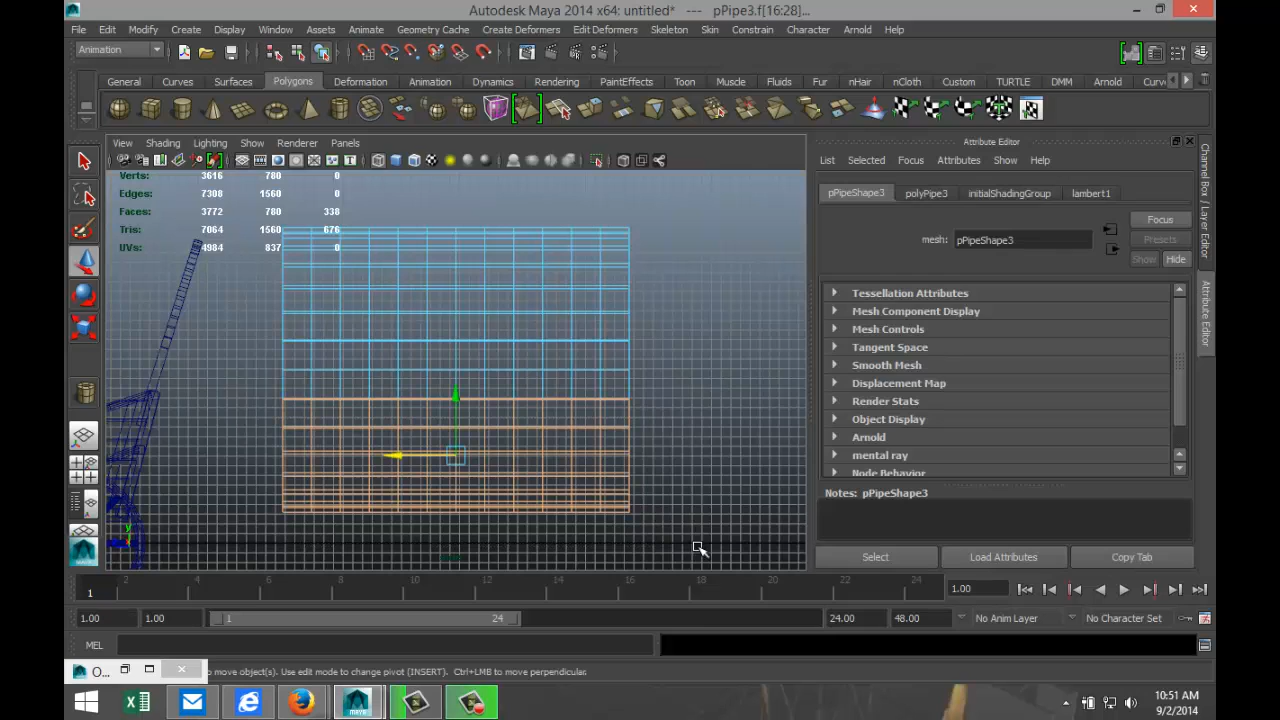 Autodesk Maya 2014 x64: untitled* --- pPipe3.f[16:28]...
File Edit Modify Create Display Window Assets Animate Geometry Cache Create Deformers Edit Deformers Skeleton Skin Constrain Character Arnold Help
Animation
General Curves Surfaces Polygons Deformation Animation Dynamics Rendering PaintEffects Toon Muscle Fluids Fur nHair nCloth Custom TURTLE DMM Arnold Curv
View Shading Lighting Show Renderer Panels
Attribute Editor
List Selected Focus Attributes Show Help
Verts: 3616 780 0
Edges: 7308 1560 0
Faces: 3772 780 338
Tris: 7064 1560 676
UVs: 4984 837 0
pPipeShape3 polyPipe3 initialShadingGroup lambert1
Focus
mesh: pPipeShape3
Presets
Show Hide
Tessellation Attributes
Mesh Component Display
Mesh Controls
Tangent Space
Smooth Mesh
Displacement Map
Render Stats
Object Display
Arnold
mental ray
Node Behavior
Notes: pPipeShape3
Select Load Attributes Copy Tab
Channel Box / Layer Editor
Attribute Editor
y
2 4 6 8 10 12 14 16 18 20 22 24
1
1.00
1.00 1.00 1 24 24.00 48.00 No Anim Layer No Character Set
MEL
O... to move object(s). Use edit mode to change pivot [INSERT]. Ctrl+LMB to move perpendicular.
10:51 AM
9/2/2014